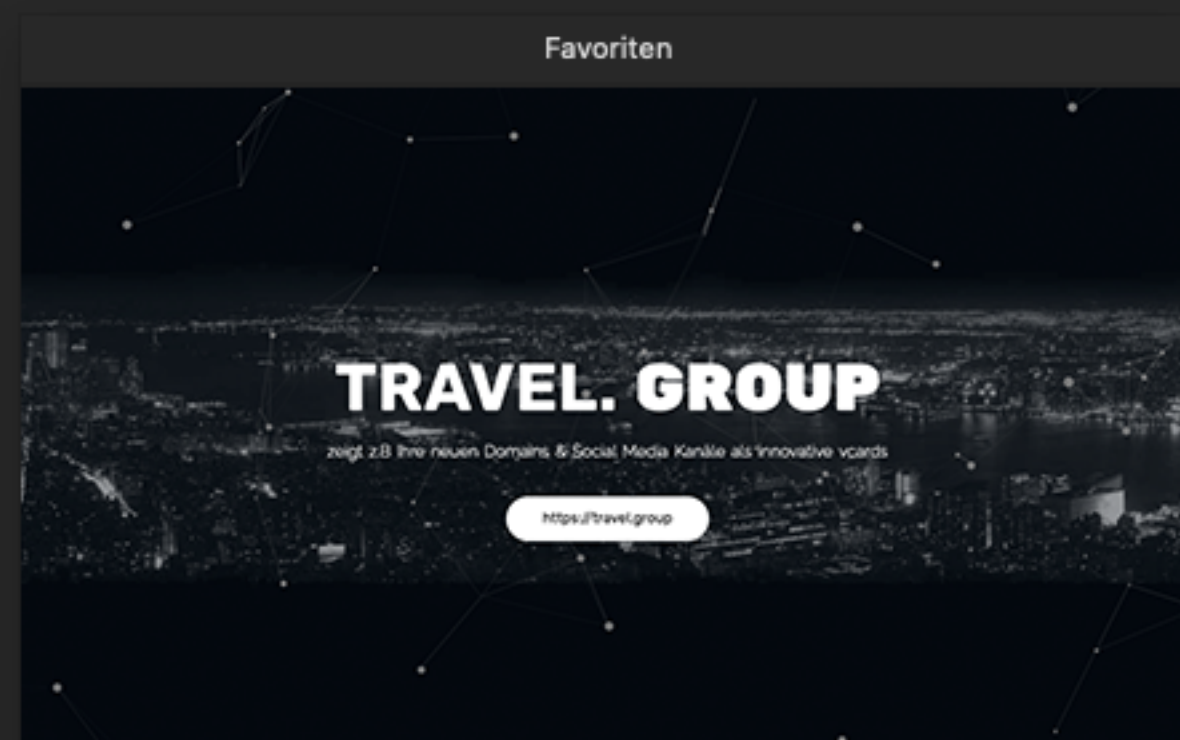 Favoriten
TRAVEL. GROUP
zeigt z.B Ihre neuen Domains & Social Media Kanäle als innovative vcards
https://travel.group